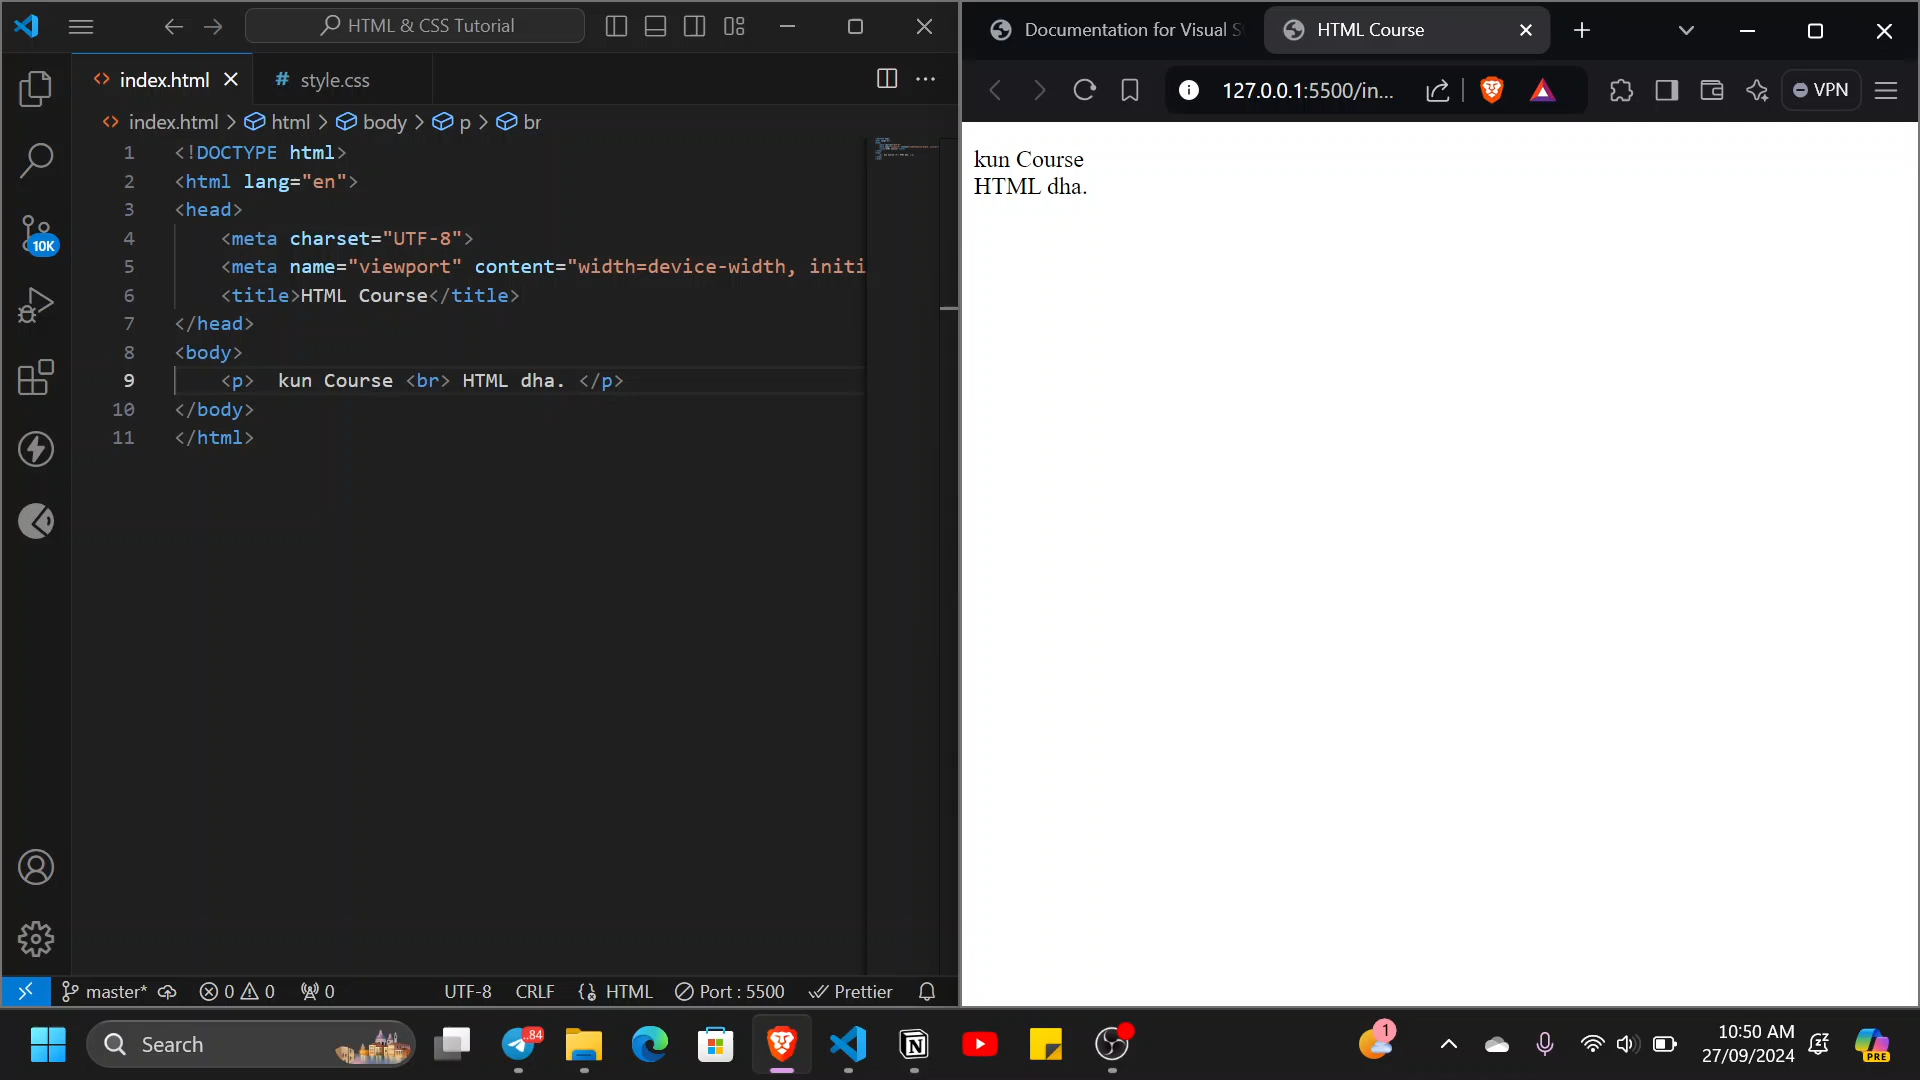 HTML & CSS Tutorial
index.html
# style.css
index.html > html > body > p > br
1 <!DOCTYPE html>
2 <html lang="en">
3 <head>
4 <meta charset="UTF-8">
5 <meta name="viewport" content="width=device-width, initi
6 <title>HTML Course</title>
7 </head>
8 <body>
9 <p>  kun Course <br> HTML dha. </p>
10 </body>
11 </html>
10K
master* 0 0 0 UTF-8 CRLF HTML Port : 5500 Prettier
Documentation for Visual S
HTML Course
127.0.0.1:5500/in...
VPN
kun Course
HTML dha.
Search
..84
1
10:50 AM
27/09/2024
PRE